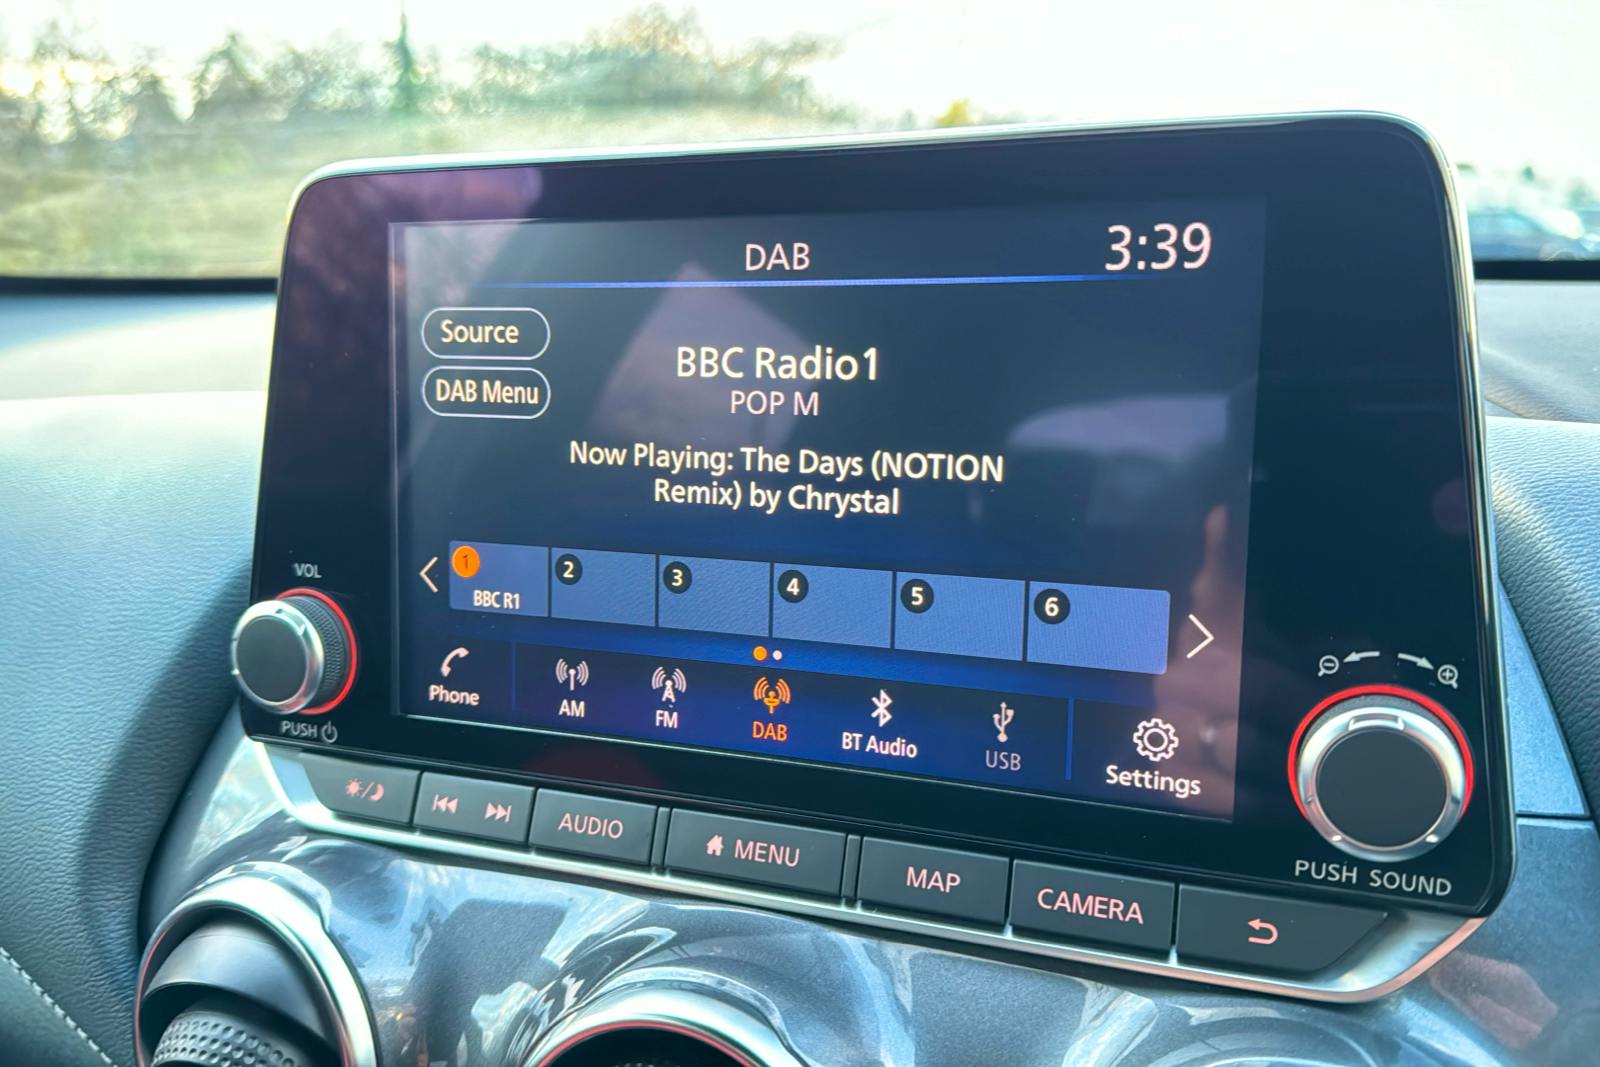 DAB
3:39
Source
DAB Menu
BBC Radio1
POP M
Now Playing: The Days (NOTION
Remix) by Chrystal
1
BBC R1
2
3
4
5
6
Phone
AM
FM
DAB
BT Audio
USB
Settings
VOL
PUSH
AUDIO
MENU
MAP
CAMERA
PUSH SOUND